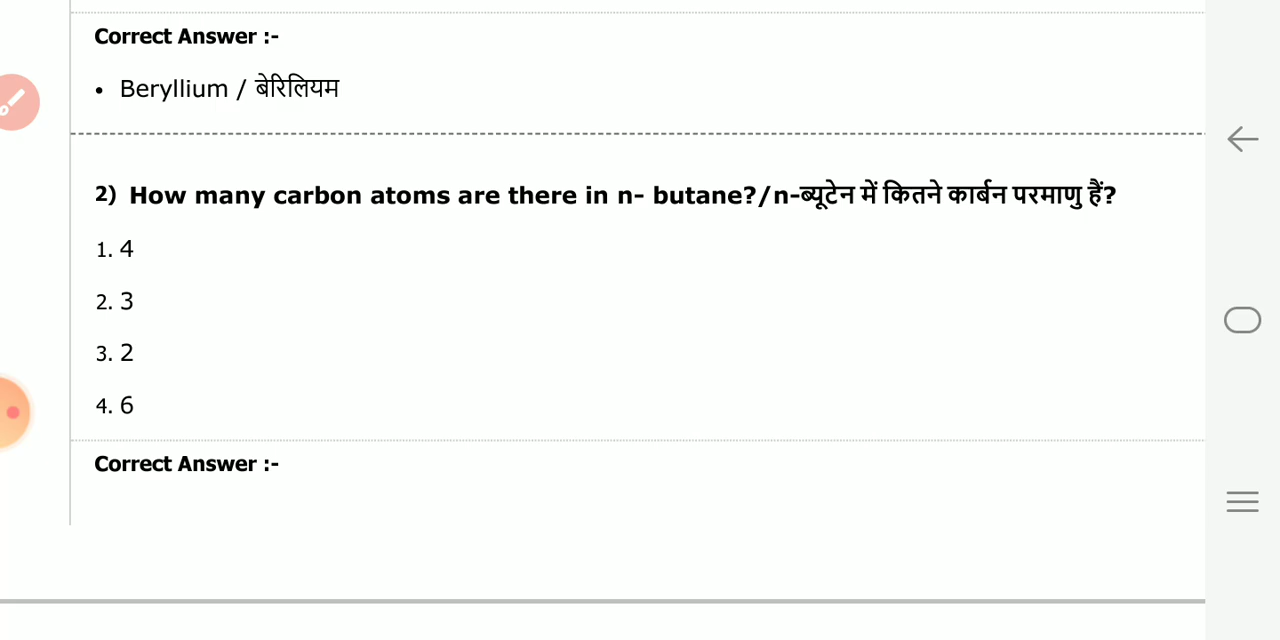 Correct Answer :-
• Beryllium / बेरिलियम
2) How many carbon atoms are there in n- butane?/n-ब्यूटेन में कितने कार्बन परमाणु हैं?
1. 4
2. 3
3. 2
4. 6
Correct Answer :-